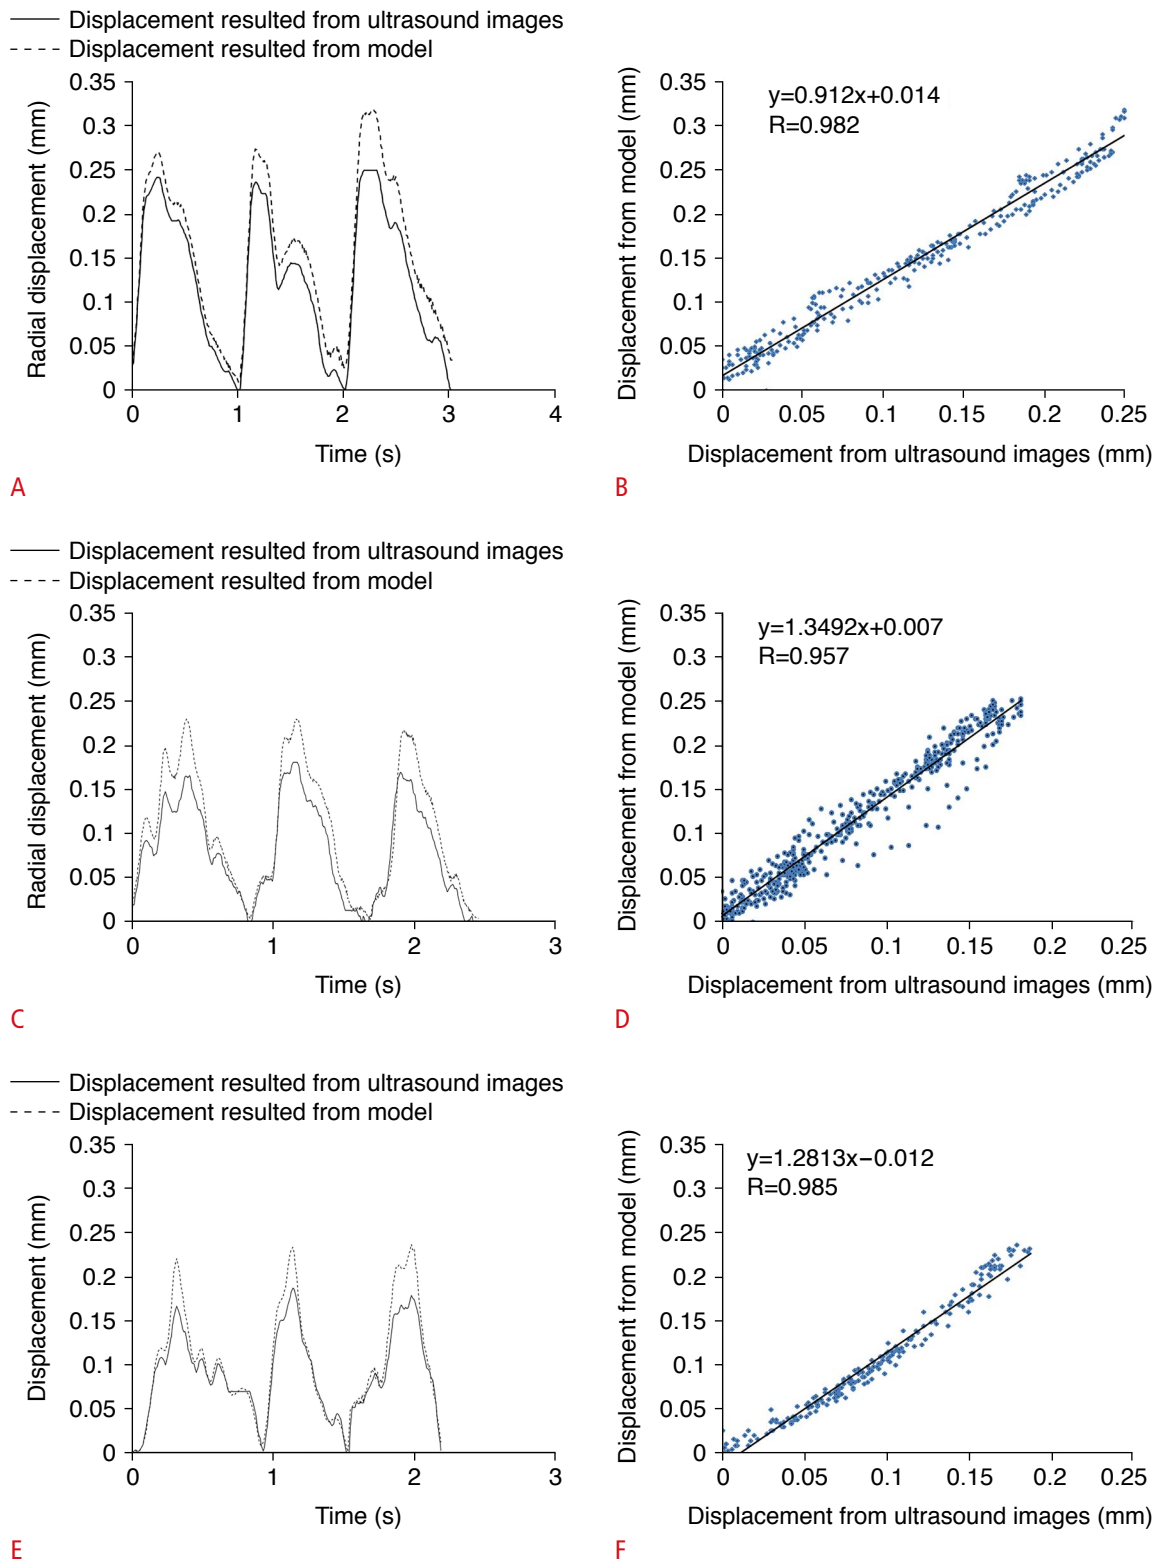 Displacement resulted from ultrasound images
Displacement resulted from model
0.35
0.3
0.25
0.2
0.15
0.1
0.05
0
Radial displacement (mm)
0 1 2 3 4
Time (s)
A
0.35
0.3
0.25
0.2
0.15
0.1
0.05
0
Displacement from model (mm)
y=0.912x+0.014
R=0.982
0 0.05 0.1 0.15 0.2 0.25
Displacement from ultrasound images (mm)
B
Displacement resulted from ultrasound images
Displacement resulted from model
0.35
0.3
0.25
0.2
0.15
0.1
0.05
0
Radial displacement (mm)
0 1 2 3
Time (s)
C
0.35
0.3
0.25
0.2
0.15
0.1
0.05
0
Displacement from model (mm)
y=1.3492x+0.007
R=0.957
0 0.05 0.1 0.15 0.2 0.25
Displacement from ultrasound images (mm)
D
Displacement resulted from ultrasound images
Displacement resulted from model
0.35
0.3
0.25
0.2
0.15
0.1
0.05
0
Displacement (mm)
0 1 2 3
Time (s)
E
0.35
0.3
0.25
0.2
0.15
0.1
0.05
0
Displacement from model (mm)
y=1.2813x−0.012
R=0.985
0 0.05 0.1 0.15 0.2 0.25
Displacement from ultrasound images (mm)
F